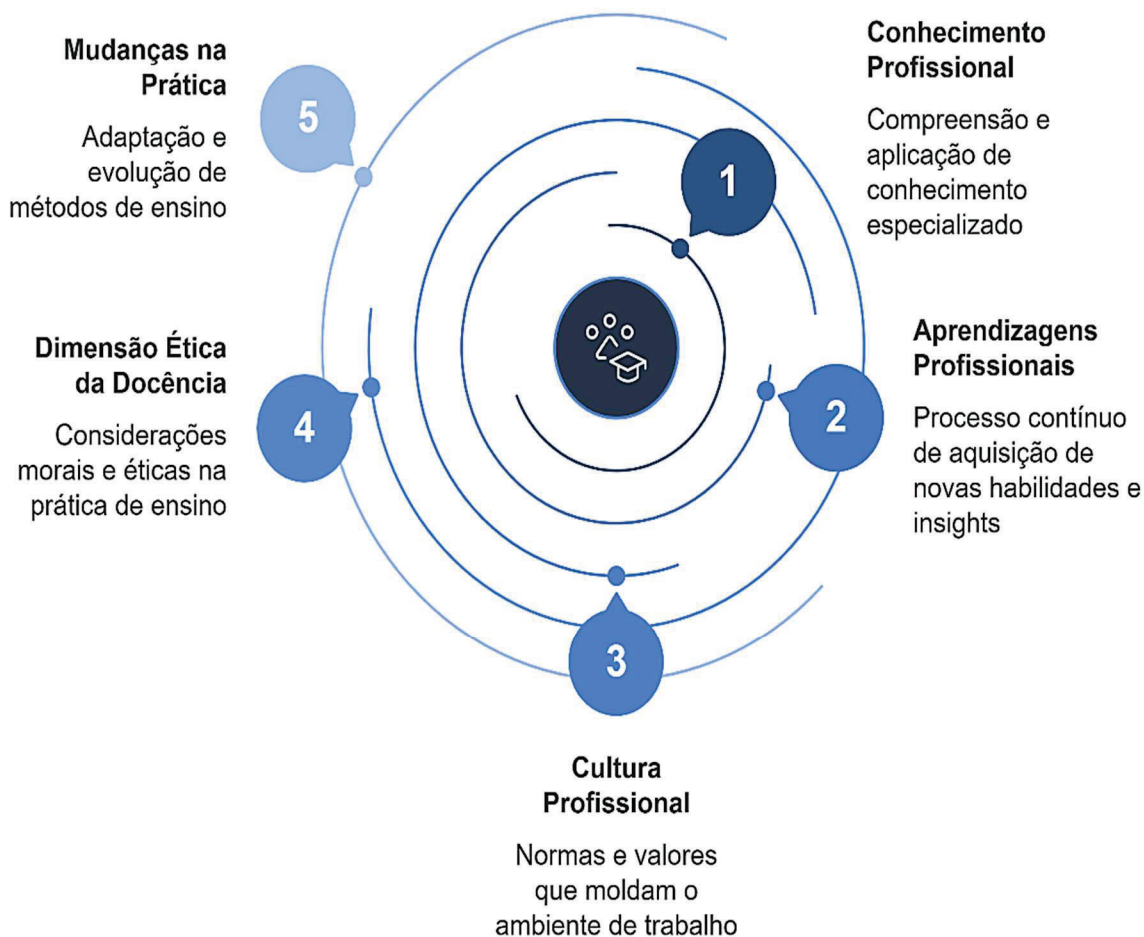 1
Conhecimento
Profissional
Compreensão e
aplicação de
conhecimento
especializado
2
Aprendizagens
Profissionais
Processo contínuo
de aquisição de
novas habilidades e
insights
3
Cultura
Profissional
Normas e valores
que moldam o
ambiente de trabalho
4
Dimensão Ética
da Docência
Considerações
morais e éticas na
prática de ensino
5
Mudanças na
Prática
Adaptação e
evolução de
métodos de ensino